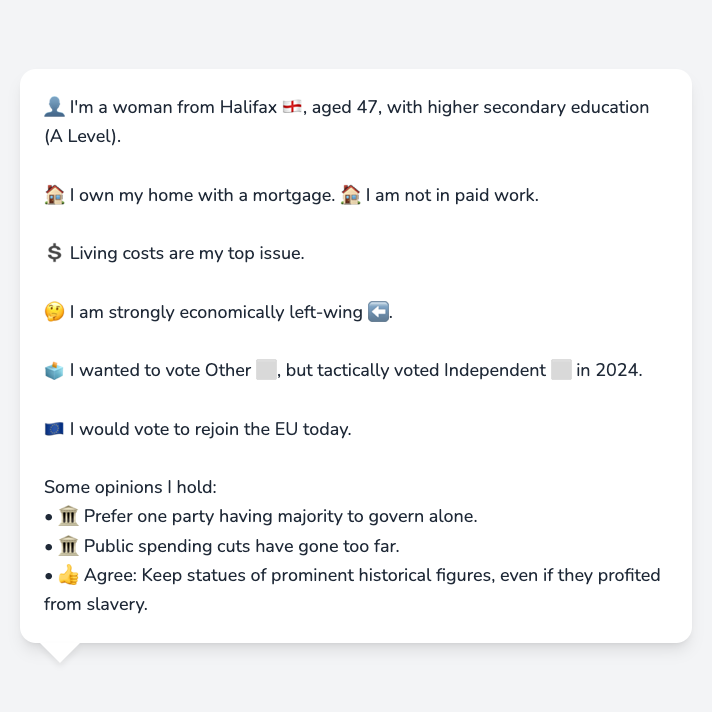 👤 I'm a woman from Halifax 🏴󠁧󠁢󠁥󠁮󠁧󠁿, aged 47, with higher secondary education
(A Level).
🏠 I own my home with a mortgage. 🏠 I am not in paid work.
💲 Living costs are my top issue.
🤔 I am strongly economically left-wing ⬅️.
🗳️ I wanted to vote Other ⬜, but tactically voted Independent ⬜ in 2024.
🇪🇺 I would vote to rejoin the EU today.
Some opinions I hold:
• 🏛️ Prefer one party having majority to govern alone.
• 🏛️ Public spending cuts have gone too far.
• 👍 Agree: Keep statues of prominent historical figures, even if they profited
from slavery.